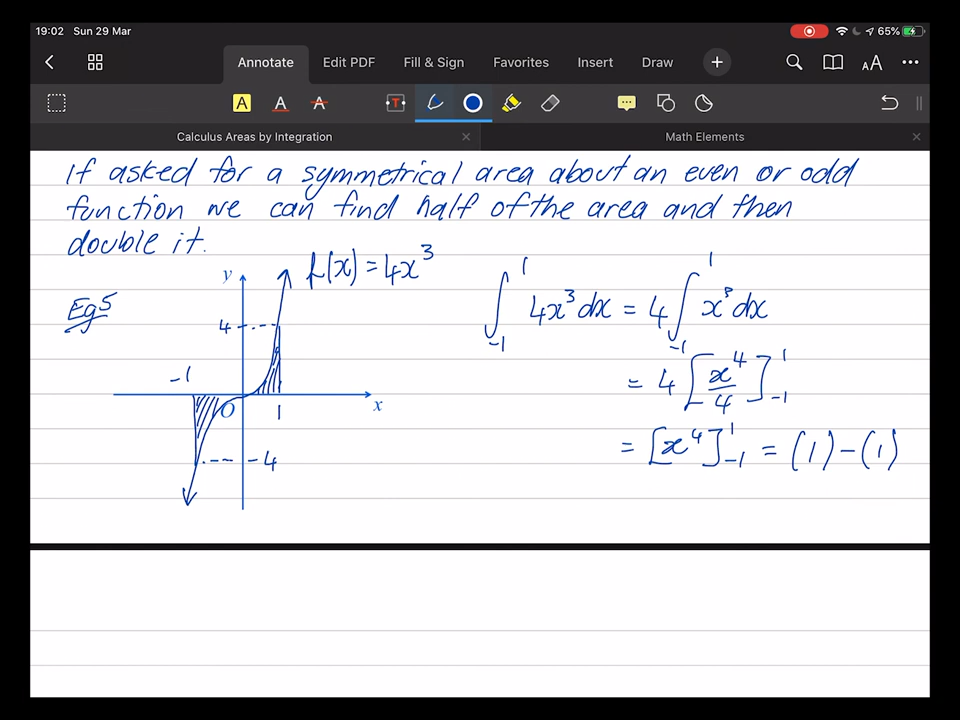 19:02 Sun 29 Mar
65%
Annotate Edit PDF Fill & Sign Favorites Insert Draw
Calculus Areas by Integration
Math Elements
If asked for a symmetrical area about an even or odd
function we can find half of the area and then
double it.
Eg5
f(x) = 4x³
y
4
-1
O
1
x
-4
∫₋₁¹ 4x³ dx = 4 ∫₋₁¹ x³ dx
= 4 [x⁴/4]₋₁¹
= [x⁴]₋₁¹ = (1) - (1)